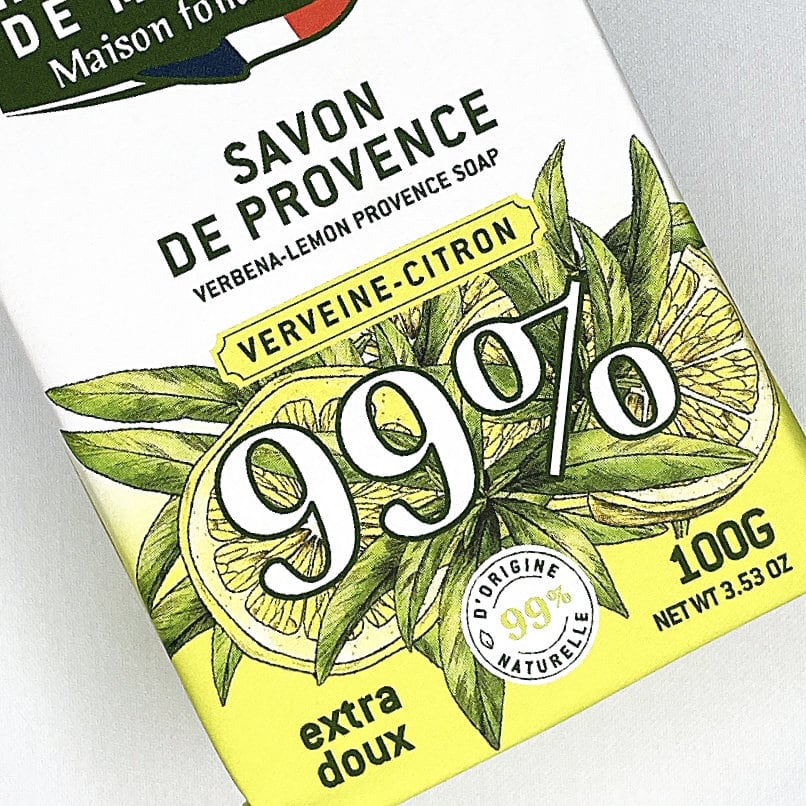 DE
Maison
SAVON
DE PROVENCE
VERBENA-LEMON PROVENCE SOAP
VERVEINE-CITRON
99%
100G
NET WT 3.53 OZ
D'ORIGINE
99%
NATURELLE
extra
doux